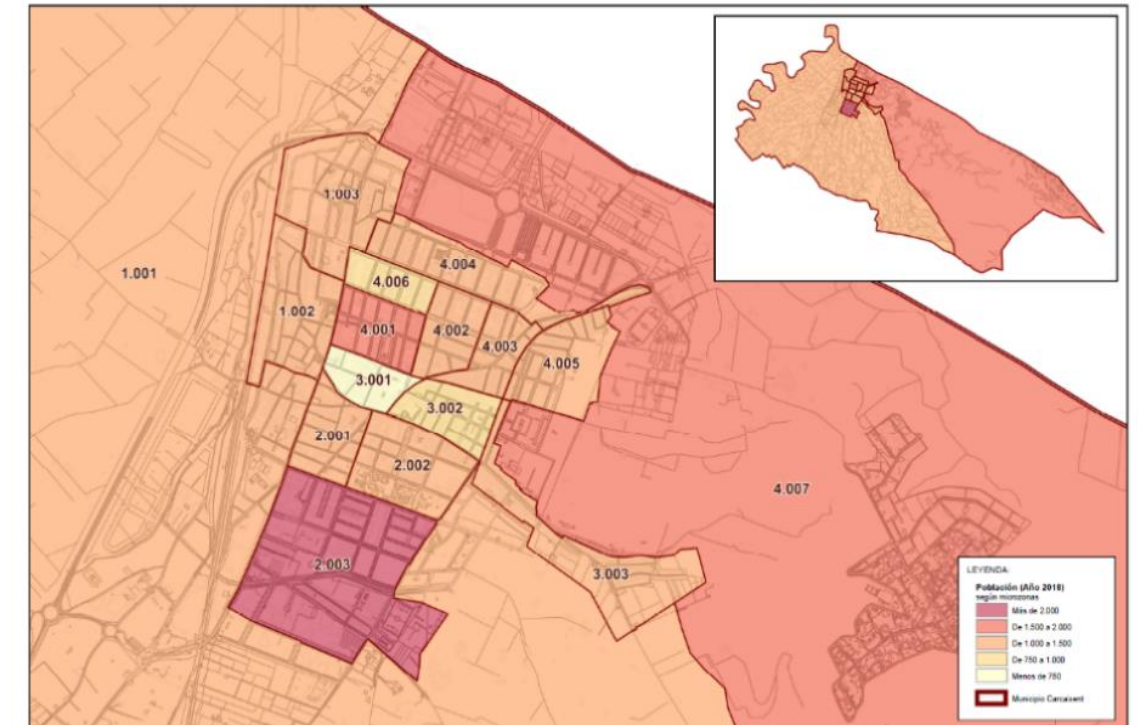 1.003
4.004
1.001
4.006
1.002
4.001
4.002
4.003
4.005
3.001
3.002
2.001
2.002
4.007
2.003
3.003
LEYENDA
Población (Año 2018)
según microzonas
Más de 2.000
De 1.500 a 2.000
De 1.000 a 1.500
De 750 a 1.000
Menos de 750
Municipio Carcaixent